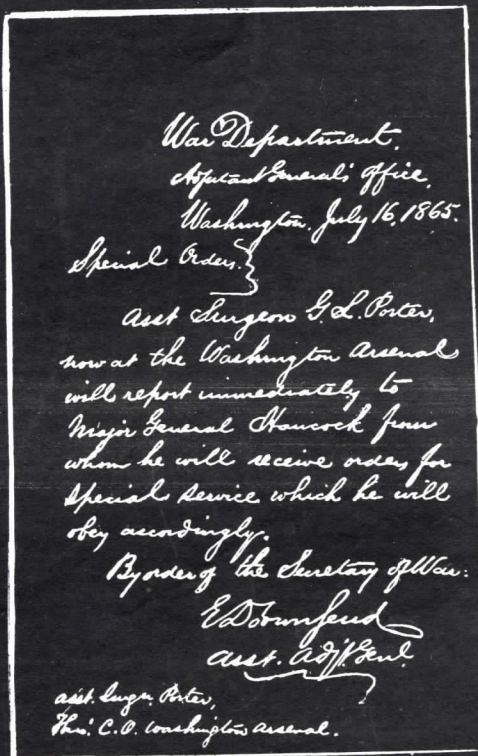 War Department,
Adjutant General's Office,
Washington. July 16, 1865.
Special Orders.
Asst Surgeon G. L. Porter,
now at the Washington Arsenal
will report immediately to
Major General Hancock from
whom he will receive orders for
special service which he will
obey accordingly.
By order of the Secretary of War:
E D Townsend
Asst. Adjt. Genl.
Asst. Surgn. Porter,
Thro' C. O. Washington Arsenal.